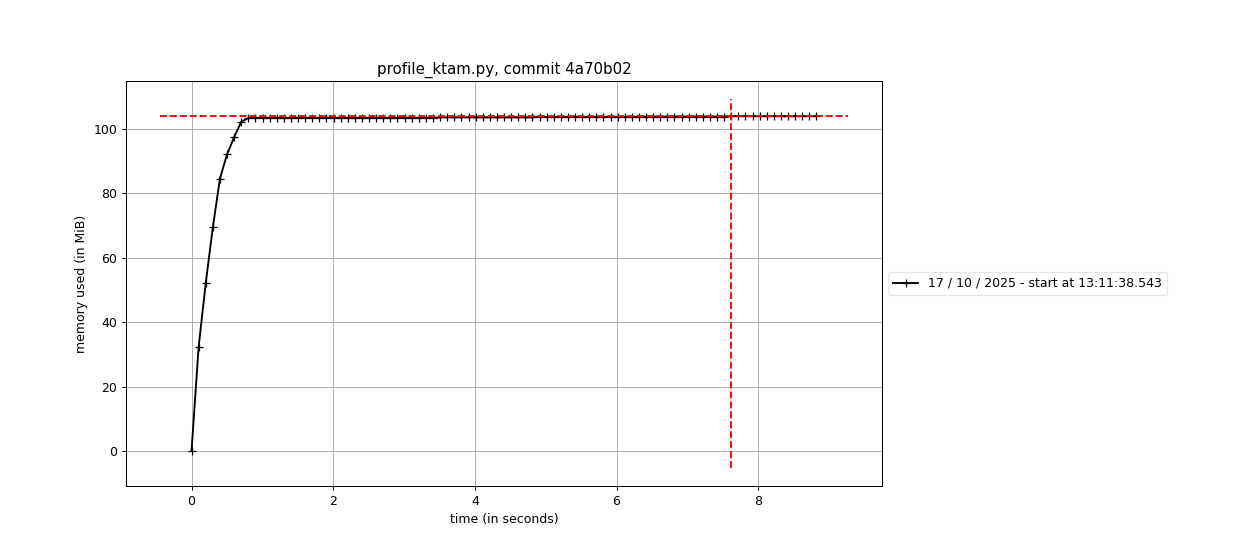 profile_ktam.py, commit 4a70b02
memory used (in MiB)
100
80
60
40
20
0
0 2 4 6 8
time (in seconds)
17 / 10 / 2025 - start at 13:11:38.543